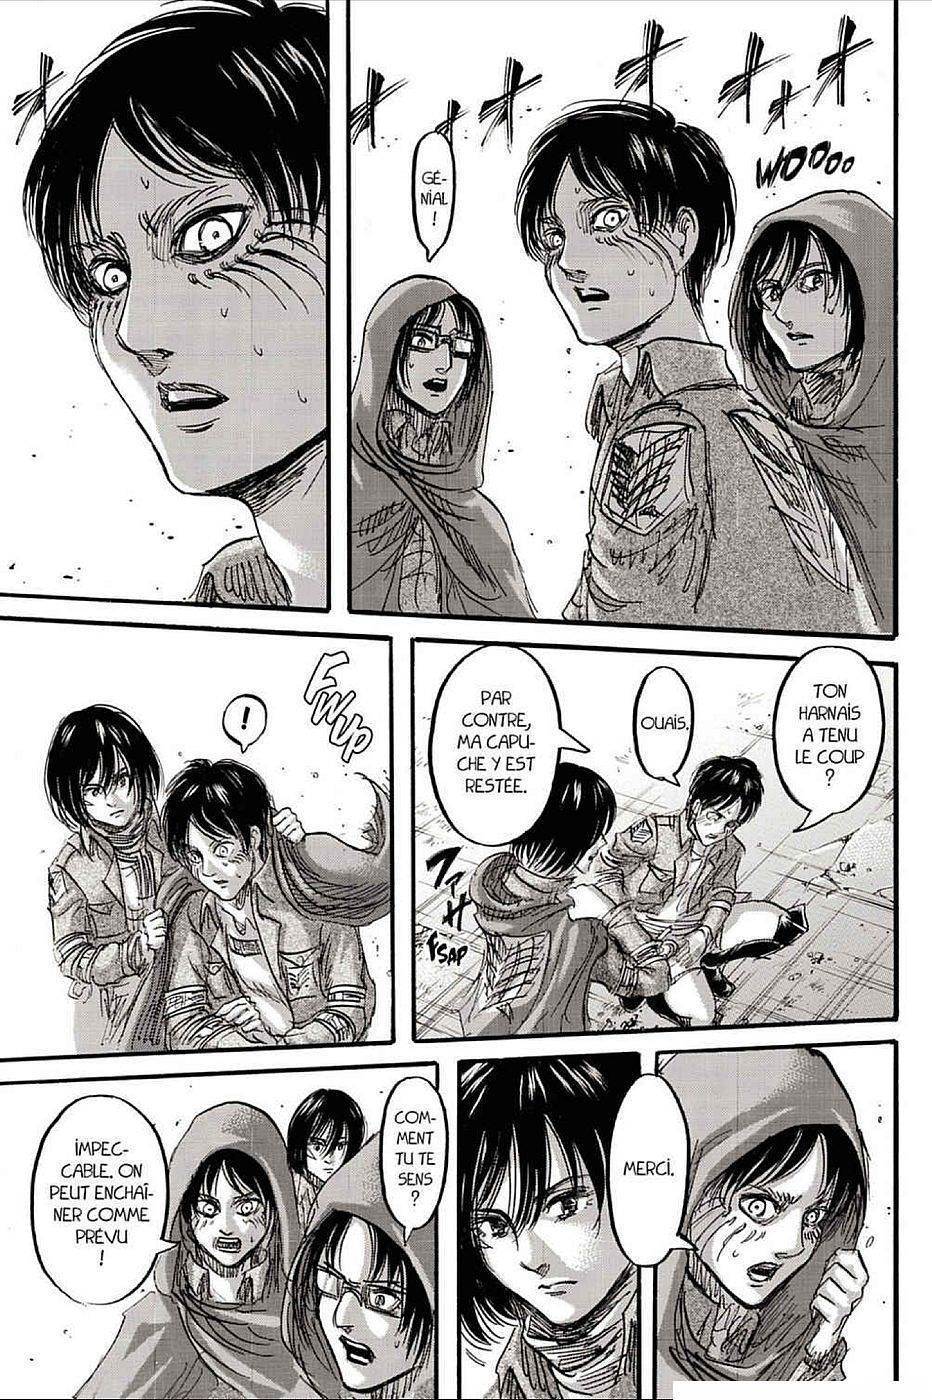 WOOOO
GÉ-
NIAL
!
TON
HARNAIS
A TENU
LE COUP
?
OUAIS.
PAR
CONTRE,
MA CAPU-
CHE Y EST
RESTÉE.
FSAP
FWUP
!
MERCI.
COM-
MENT
TU TE
SENS
?
IMPEC-
CABLE. ON
PEUT ENCHAÎ-
NER COMME
PRÉVU
!